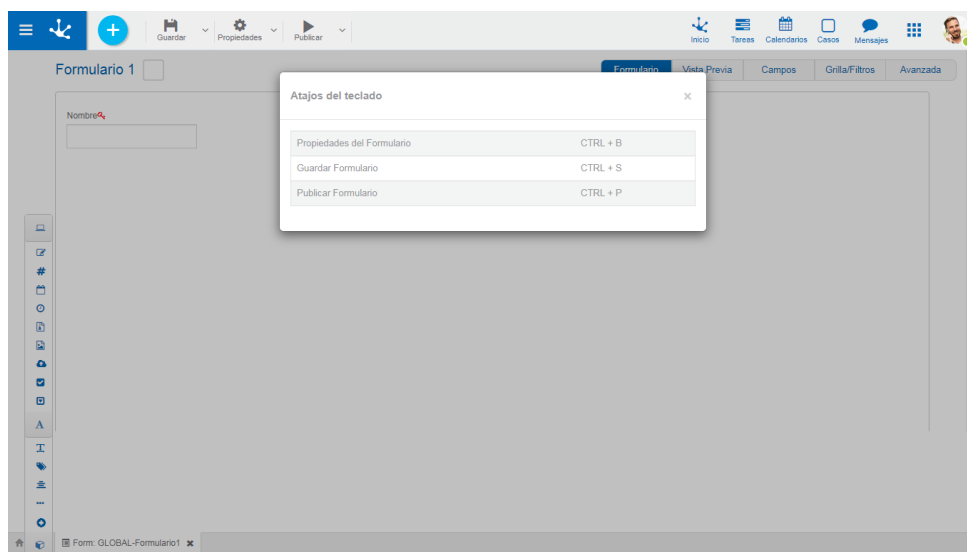 Guardar
Propiedades
Publicar
Inicio
Tareas
Calendarios
Casos
Mensajes
Formulario 1
Formulario
Vista Previa
Campos
Grilla/Filtros
Avanzada
Atajos del teclado
Nombre
Propiedades del Formulario CTRL + B
Guardar Formulario CTRL + S
Publicar Formulario CTRL + P
Form: GLOBAL-Formulario1